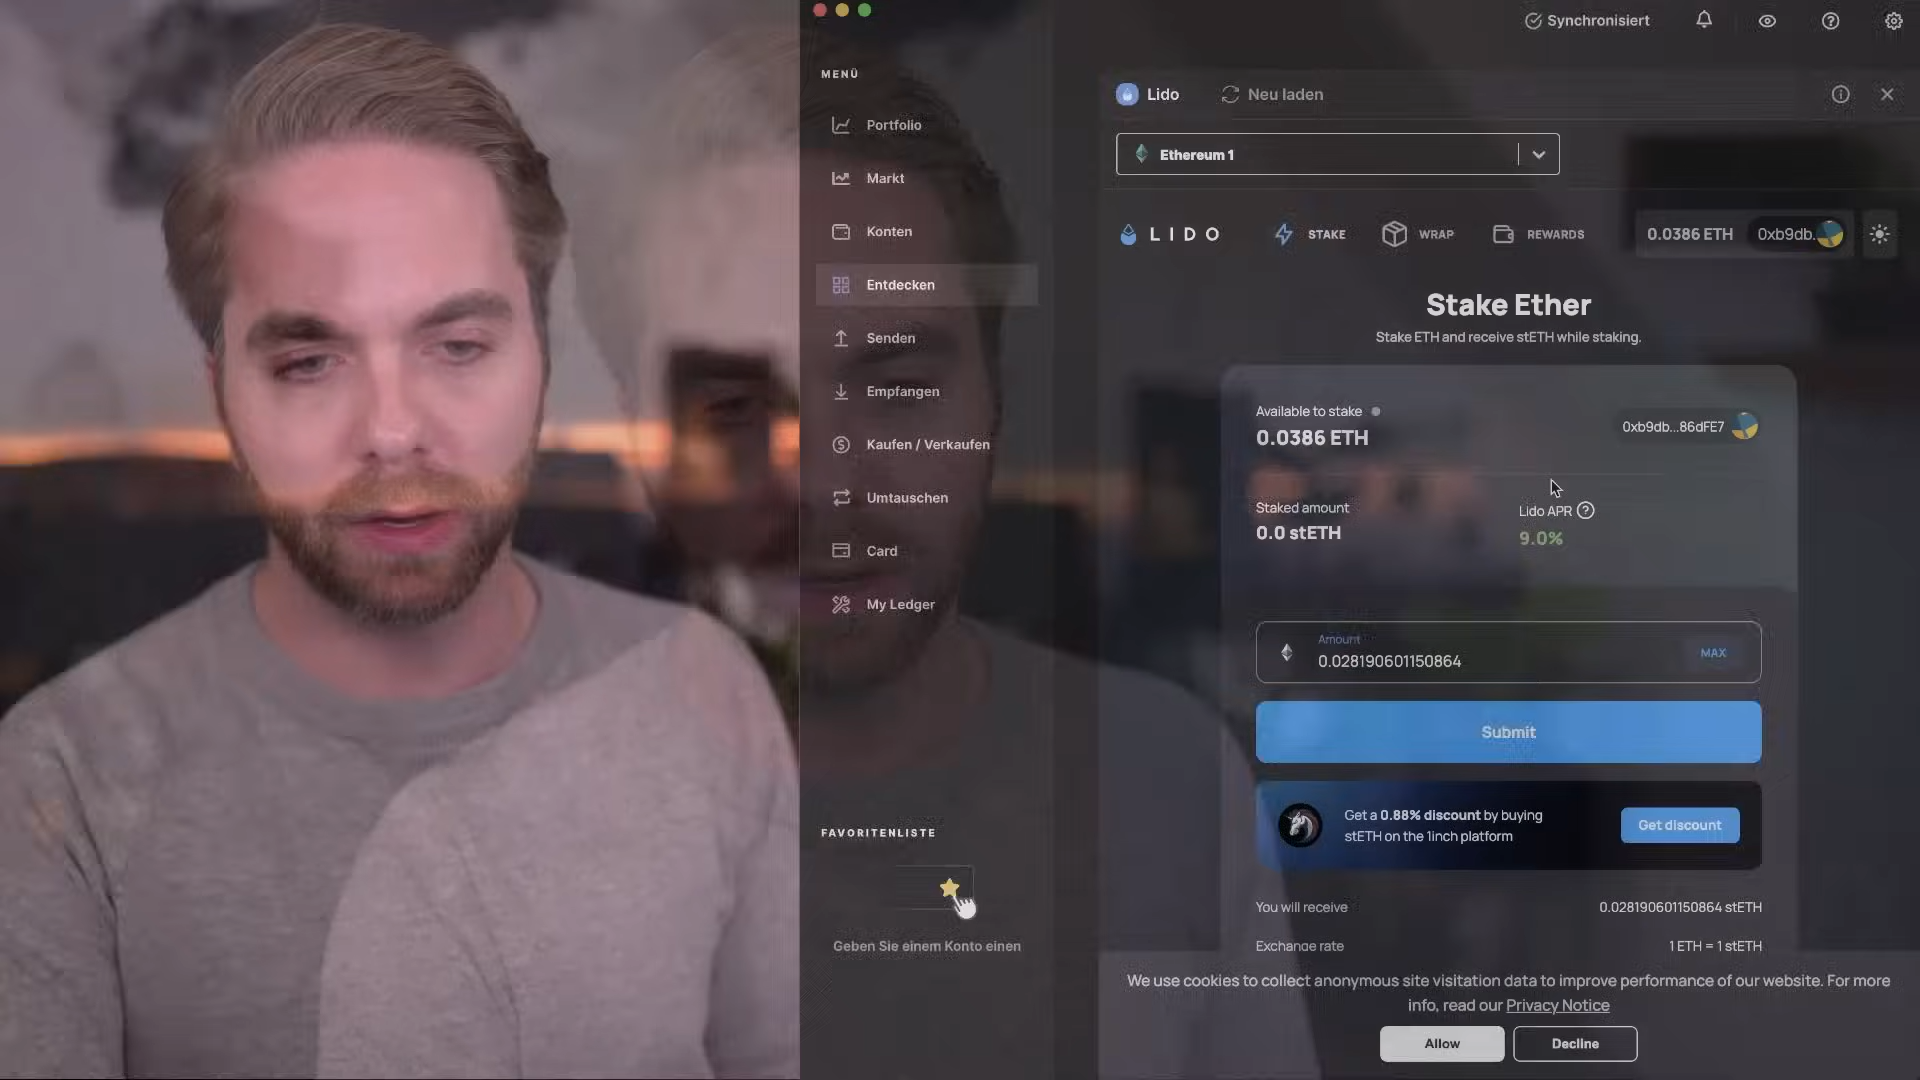 Synchronisiert
MENÜ
Portfolio
Markt
Konten
Entdecken
Senden
Empfangen
Kaufen / Verkaufen
Umtauschen
Card
My Ledger
FAVORITENLISTE
Geben Sie einem Konto einen
Lido
Neu laden
Ethereum 1
LIDO
STAKE
WRAP
REWARDS
0.0386 ETH
0xb9db.
Stake Ether
Stake ETH and receive stETH while staking.
Available to stake
0.0386 ETH
0xb9db...86dFE7
Staked amount
0.0 stETH
Lido APR
9.0%
Amount
0.028190601150864
MAX
Submit
Get a 0.88% discount by buying
stETH on the 1inch platform
Get discount
You will receive
0.028190601150864 stETH
Exchange rate
1 ETH = 1 stETH
We use cookies to collect anonymous site visitation data to improve performance of our website. For more
info, read our Privacy Notice
Allow
Decline